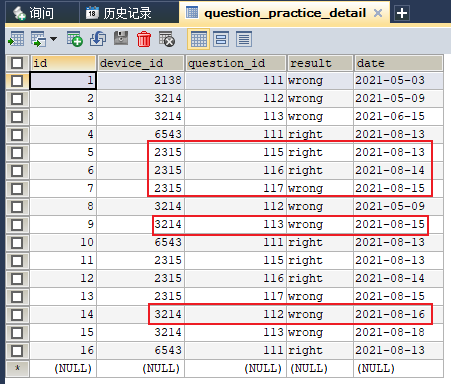 询问 18 历史记录 question_practice_detail
id device_id question_id result date
1 2138 111 wrong 2021-05-03
2 3214 112 wrong 2021-05-09
3 3214 113 wrong 2021-06-15
4 6543 111 right 2021-08-13
5 2315 115 right 2021-08-13
6 2315 116 right 2021-08-14
7 2315 117 wrong 2021-08-15
8 3214 112 wrong 2021-05-09
9 3214 113 wrong 2021-08-15
10 6543 111 right 2021-08-13
11 2315 115 right 2021-08-13
12 2315 116 right 2021-08-14
13 2315 117 wrong 2021-08-15
14 3214 112 wrong 2021-08-16
15 3214 113 wrong 2021-08-18
16 6543 111 right 2021-08-13
* (NULL) (NULL) (NULL) (NULL) (NULL)